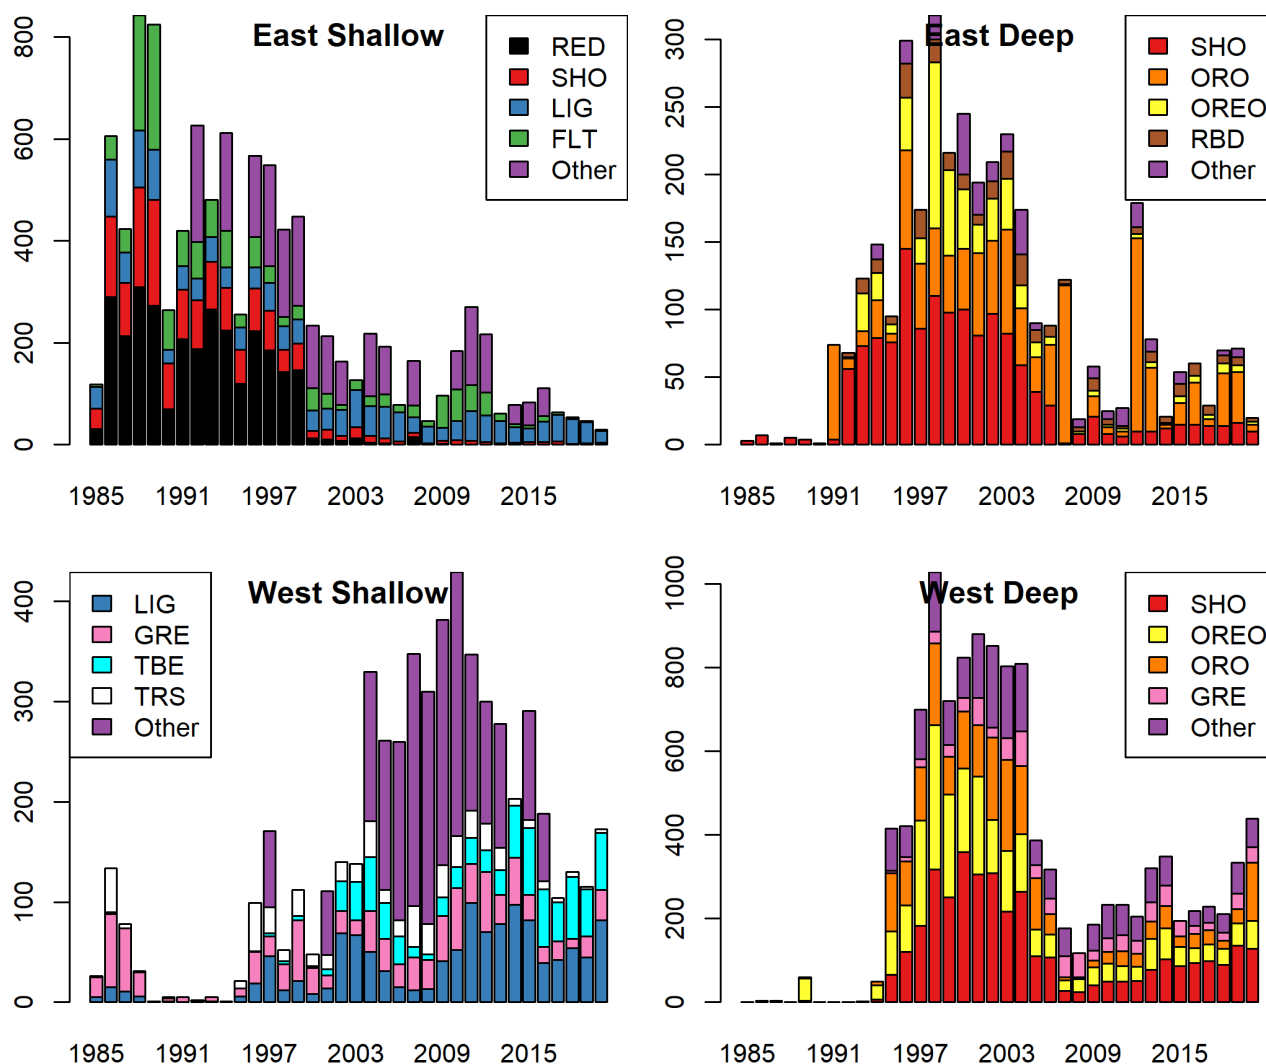 East Shallow
RED
SHO
LIG
FLT
Other
0
200
400
600
800
1985
1991
1997
2003
2009
2015
East Deep
SHO
ORO
OREO
RBD
Other
0
50
100
150
200
250
300
1985
1991
1997
2003
2009
2015
West Shallow
LIG
GRE
TBE
TRS
Other
0
100
200
300
400
1985
1991
1997
2003
2009
2015
West Deep
SHO
OREO
ORO
GRE
Other
0
200
400
600
800
1000
1985
1991
1997
2003
2009
2015